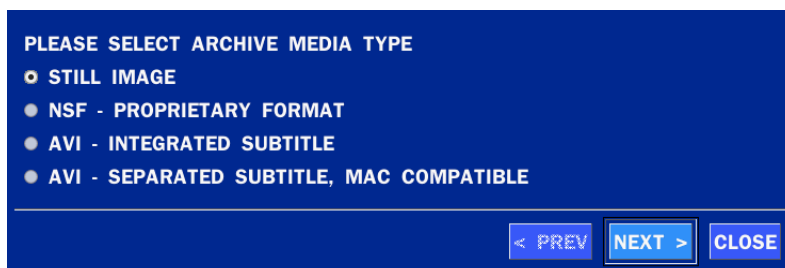 PLEASE SELECT ARCHIVE MEDIA TYPE
STILL IMAGE
NSF - PROPRIETARY FORMAT
AVI - INTEGRATED SUBTITLE
AVI - SEPARATED SUBTITLE, MAC COMPATIBLE
< PREV NEXT > CLOSE